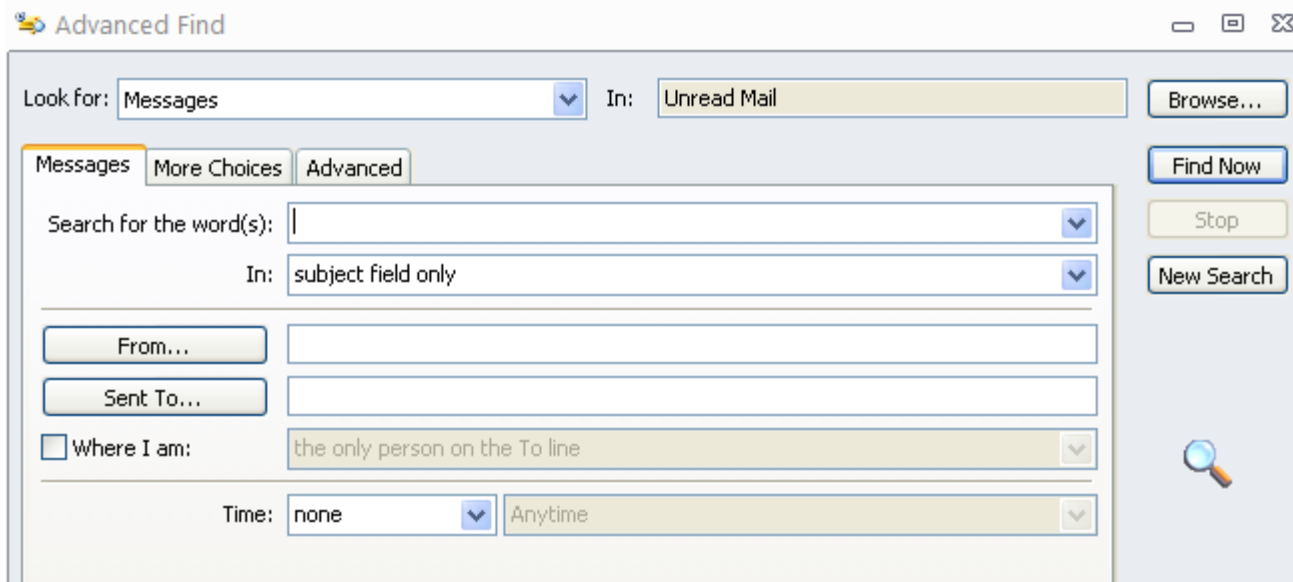 Advanced Find
Look for: Messages In: Unread Mail Browse...
Messages More Choices Advanced Find Now
Search for the word(s): Stop
In: subject field only New Search
From...
Sent To...
Where I am: the only person on the To line
Time: none Anytime